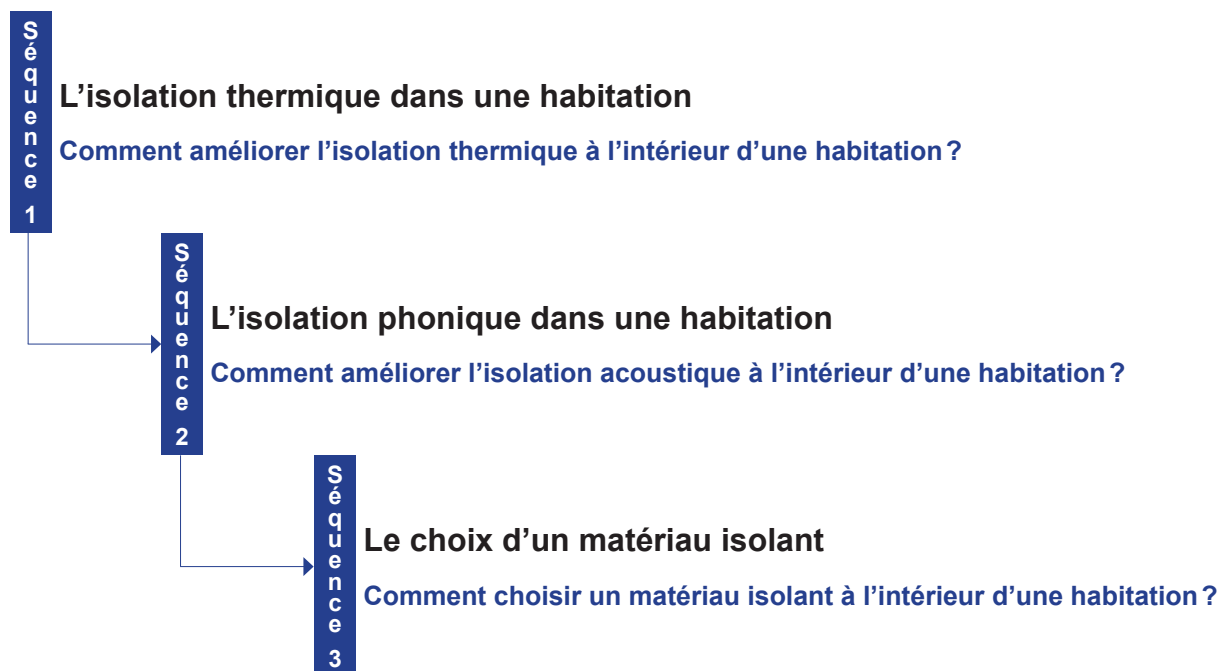 Séquence 1
L’isolation thermique dans une habitation
Comment améliorer l’isolation thermique à l’intérieur d’une habitation ?
Séquence 2
L’isolation phonique dans une habitation
Comment améliorer l’isolation acoustique à l’intérieur d’une habitation ?
Séquence 3
Le choix d’un matériau isolant
Comment choisir un matériau isolant à l’intérieur d’une habitation ?